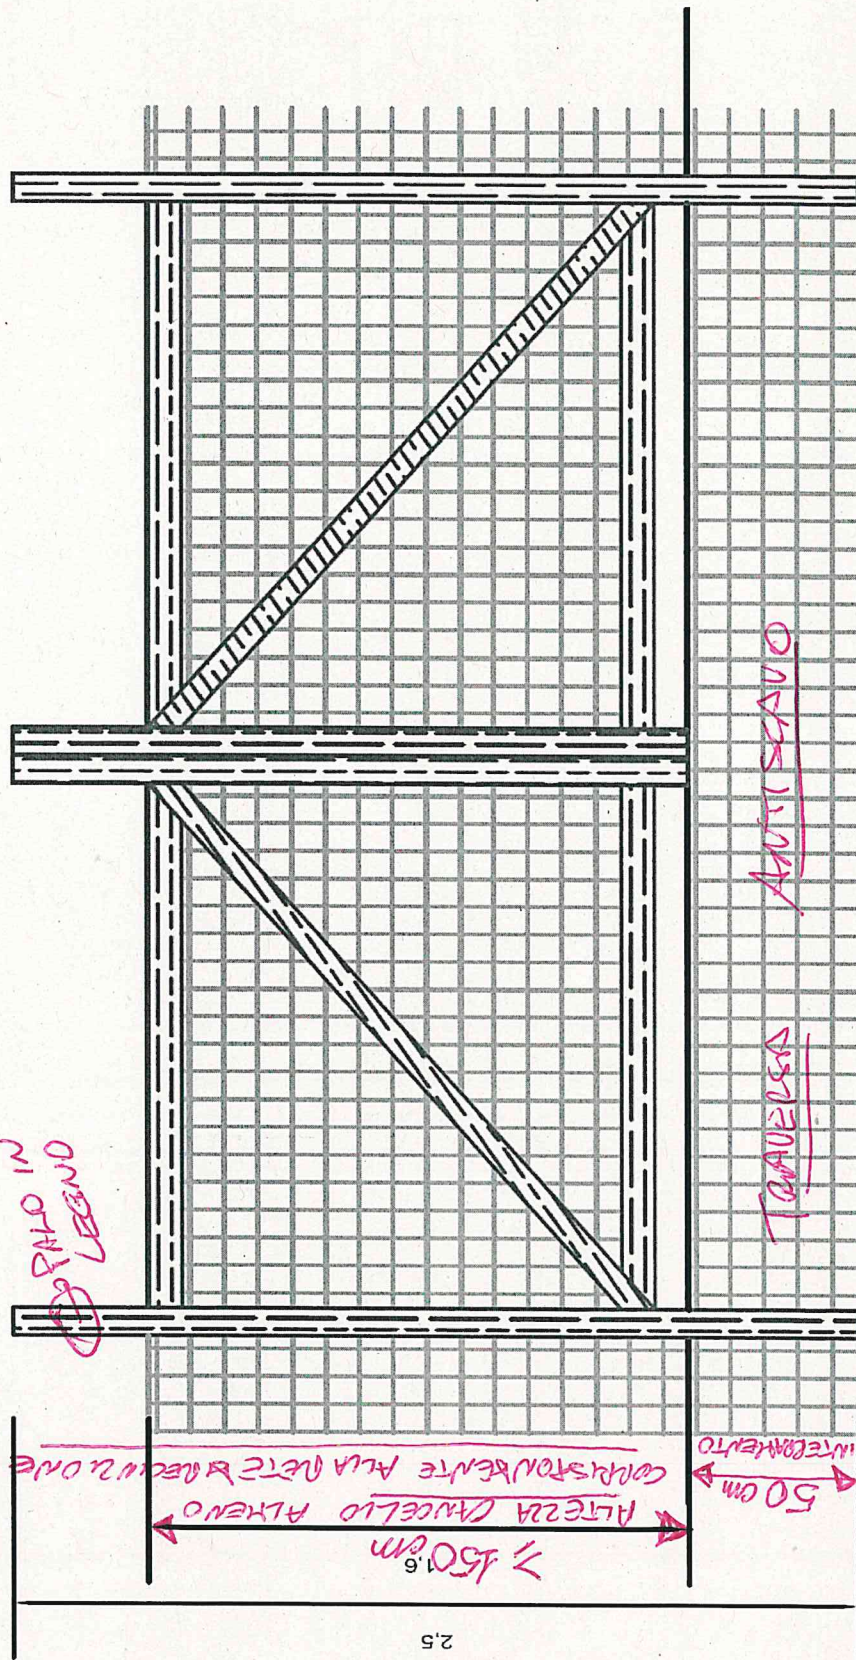 PALO IN
LEGNO
2,5
1,6
≥ 150 cm
ALTEZZA CANCELLO ALMENO
CORRISPONDENTE ALLA RETE DI RECINZIONE
50 cm
INTERRAMENTO
TRAVERSA ANTISCAVO